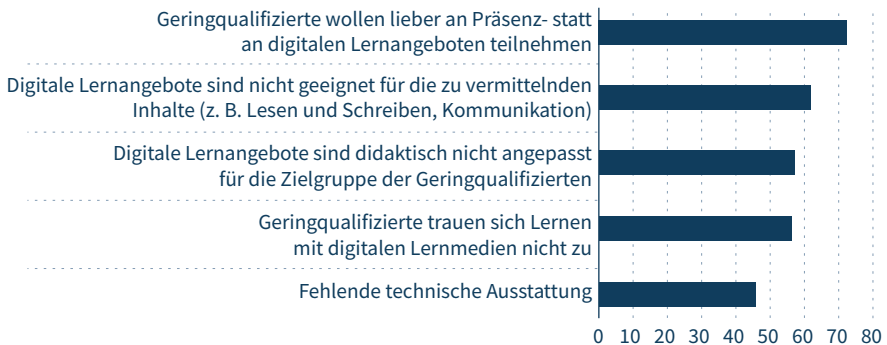 Geringqualifizierte wollen lieber an Präsenz- statt
an digitalen Lernangeboten teilnehmen
Digitale Lernangebote sind nicht geeignet für die zu vermittelnden
Inhalte (z. B. Lesen und Schreiben, Kommunikation)
Digitale Lernangebote sind didaktisch nicht angepasst
für die Zielgruppe der Geringqualifizierten
Geringqualifizierte trauen sich Lernen
mit digitalen Lernmedien nicht zu
Fehlende technische Ausstattung
0 10 20 30 40 50 60 70 80